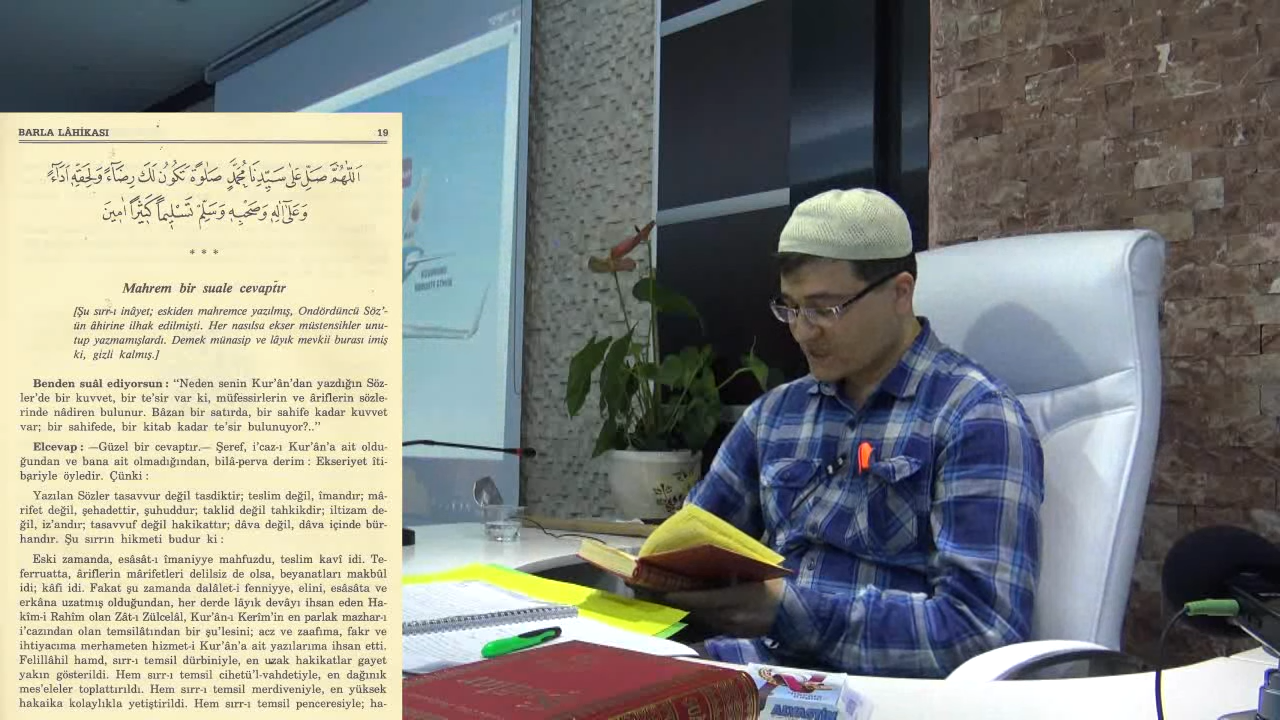 BARLA LÂHİKASI 19
اَللّٰهُمَّ صَلِّ عَلٰى سَيِّدِنَا مُحَمَّدٍ صَلٰوةً تَكُونُ لَكَ رِضَٓاءً وَلِحَقِّهِ اَدَٓاءً
وَعَلٰٓى اٰلِهِ وَصَحْبِهِ وَسَلِّمْ تَسْلِيمًا كَثِيرًا اٰمِينَ
* * *
Mahrem bir suale cevaptır
[Şu sırr-ı inâyet; eskiden mahremce yazılmış, Ondördüncü Söz'-
ün âhirine ilhak edilmişti. Her nasılsa ekser müstensihler unu-
tup yazmamışlardı. Demek münasip ve lâyık mevkii burası imiş
ki, gizli kalmış.]
Benden suâl ediyorsun : "Neden senin Kur'ân'dan yazdığın Söz-
ler'de bir kuvvet, bir te'sir var ki, müfessirlerin ve âriflerin sözle-
rinde nâdiren bulunur. Bâzan bir satırda, bir sahife kadar kuvvet
var; bir sahifede, bir kitab kadar te'sir bulunuyor?.."
Elcevap : —Güzel bir cevaptır.— Şeref, i'caz-ı Kur'ân'a ait oldu-
ğundan ve bana ait olmadığından, bilâ-perva derim : Ekseriyet îti-
bariyle öyledir. Çünki :
Yazılan Sözler tasavvur değil tasdiktir; teslim değil, îmandır; mâ-
rifet değil, şehadettir, şuhuddur; taklid değil tahkikdir; iltizam de-
ğil, iz'andır; tasavvuf değil hakikattır; dâva değil, dâva içinde bür-
handır. Şu sırrın hikmeti budur ki :
Eski zamanda, esâsât-ı imaniyye mahfuzdu, teslim kavî idi. Te-
ferruatta, âriflerin mârifetleri delilsiz de olsa, beyanatları makbûl
idi; kâfi idi. Fakat şu zamanda dalâlet-i fenniyye, elini, esâsâta ve
erkâna uzatmış olduğundan, her derde lâyık devâyı ihsan eden Ha-
kîm-i Rahîm olan Zât-ı Zülcelâl, Kur'ân-ı Kerîm'in en parlak mazhar-ı
i'cazından olan temsilâtından bir şu'lesini; acz ve zaafıma, fakr ve
ihtiyacıma merhameten hizmet-i Kur'ân'a ait yazılarıma ihsan etti.
Felillâhil hamd, sırr-ı temsil dürbiniyle, en uzak hakikatlar gayet
yakın gösterildi. Hem sırr-ı temsil cihetü'l-vahdetiyle, en dağınık
mes'eleler toplattırıldı. Hem sırr-ı temsil merdiveniyle, en yüksek
hakaika kolaylıkla yetiştirildi. Hem sırr-ı temsil penceresiyle; ha-